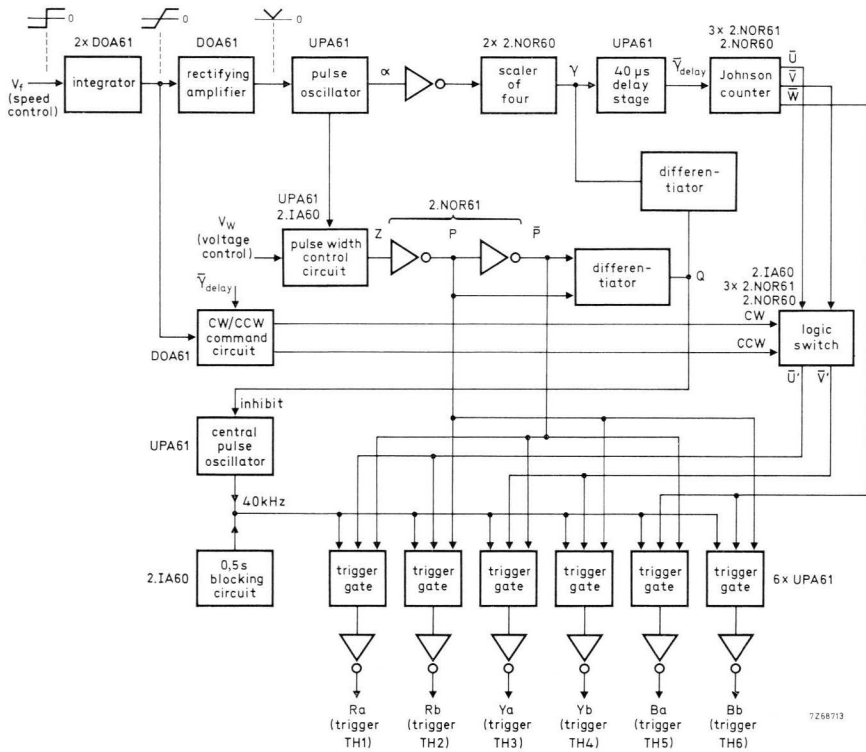 0
0
0
2x DOA61
DOA61
UPA61
2x 2.NOR60
UPA61
3x 2.NOR61
2.NOR60
Vf
(speed
control)
integrator
rectifying
amplifier
pulse
oscillator
α
scaler
of
four
γ
40 μs
delay
stage
Ȳdelay
Johnson
counter
Ū
V̄
W̄
differen-
tiator
UPA61
2.IA60
2.NOR61
VW
(voltage
control)
pulse width
control
circuit
Z
P
P̄
differen-
tiator
Q
2.IA60
3x 2.NOR61
2.NOR60
Ȳdelay
CW/CCW
command
circuit
DOA61
CW
CCW
logic
switch
Ū'
V̄'
inhibit
UPA61
central
pulse
oscillator
40kHz
2.IA60
0,5s
blocking
circuit
trigger
gate
trigger
gate
trigger
gate
trigger
gate
trigger
gate
trigger
gate
6x UPA61
Ra
(trigger
TH1)
Rb
(trigger
TH2)
Ya
(trigger
TH3)
Yb
(trigger
TH4)
Ba
(trigger
TH5)
Bb
(trigger
TH6)
7Z68713